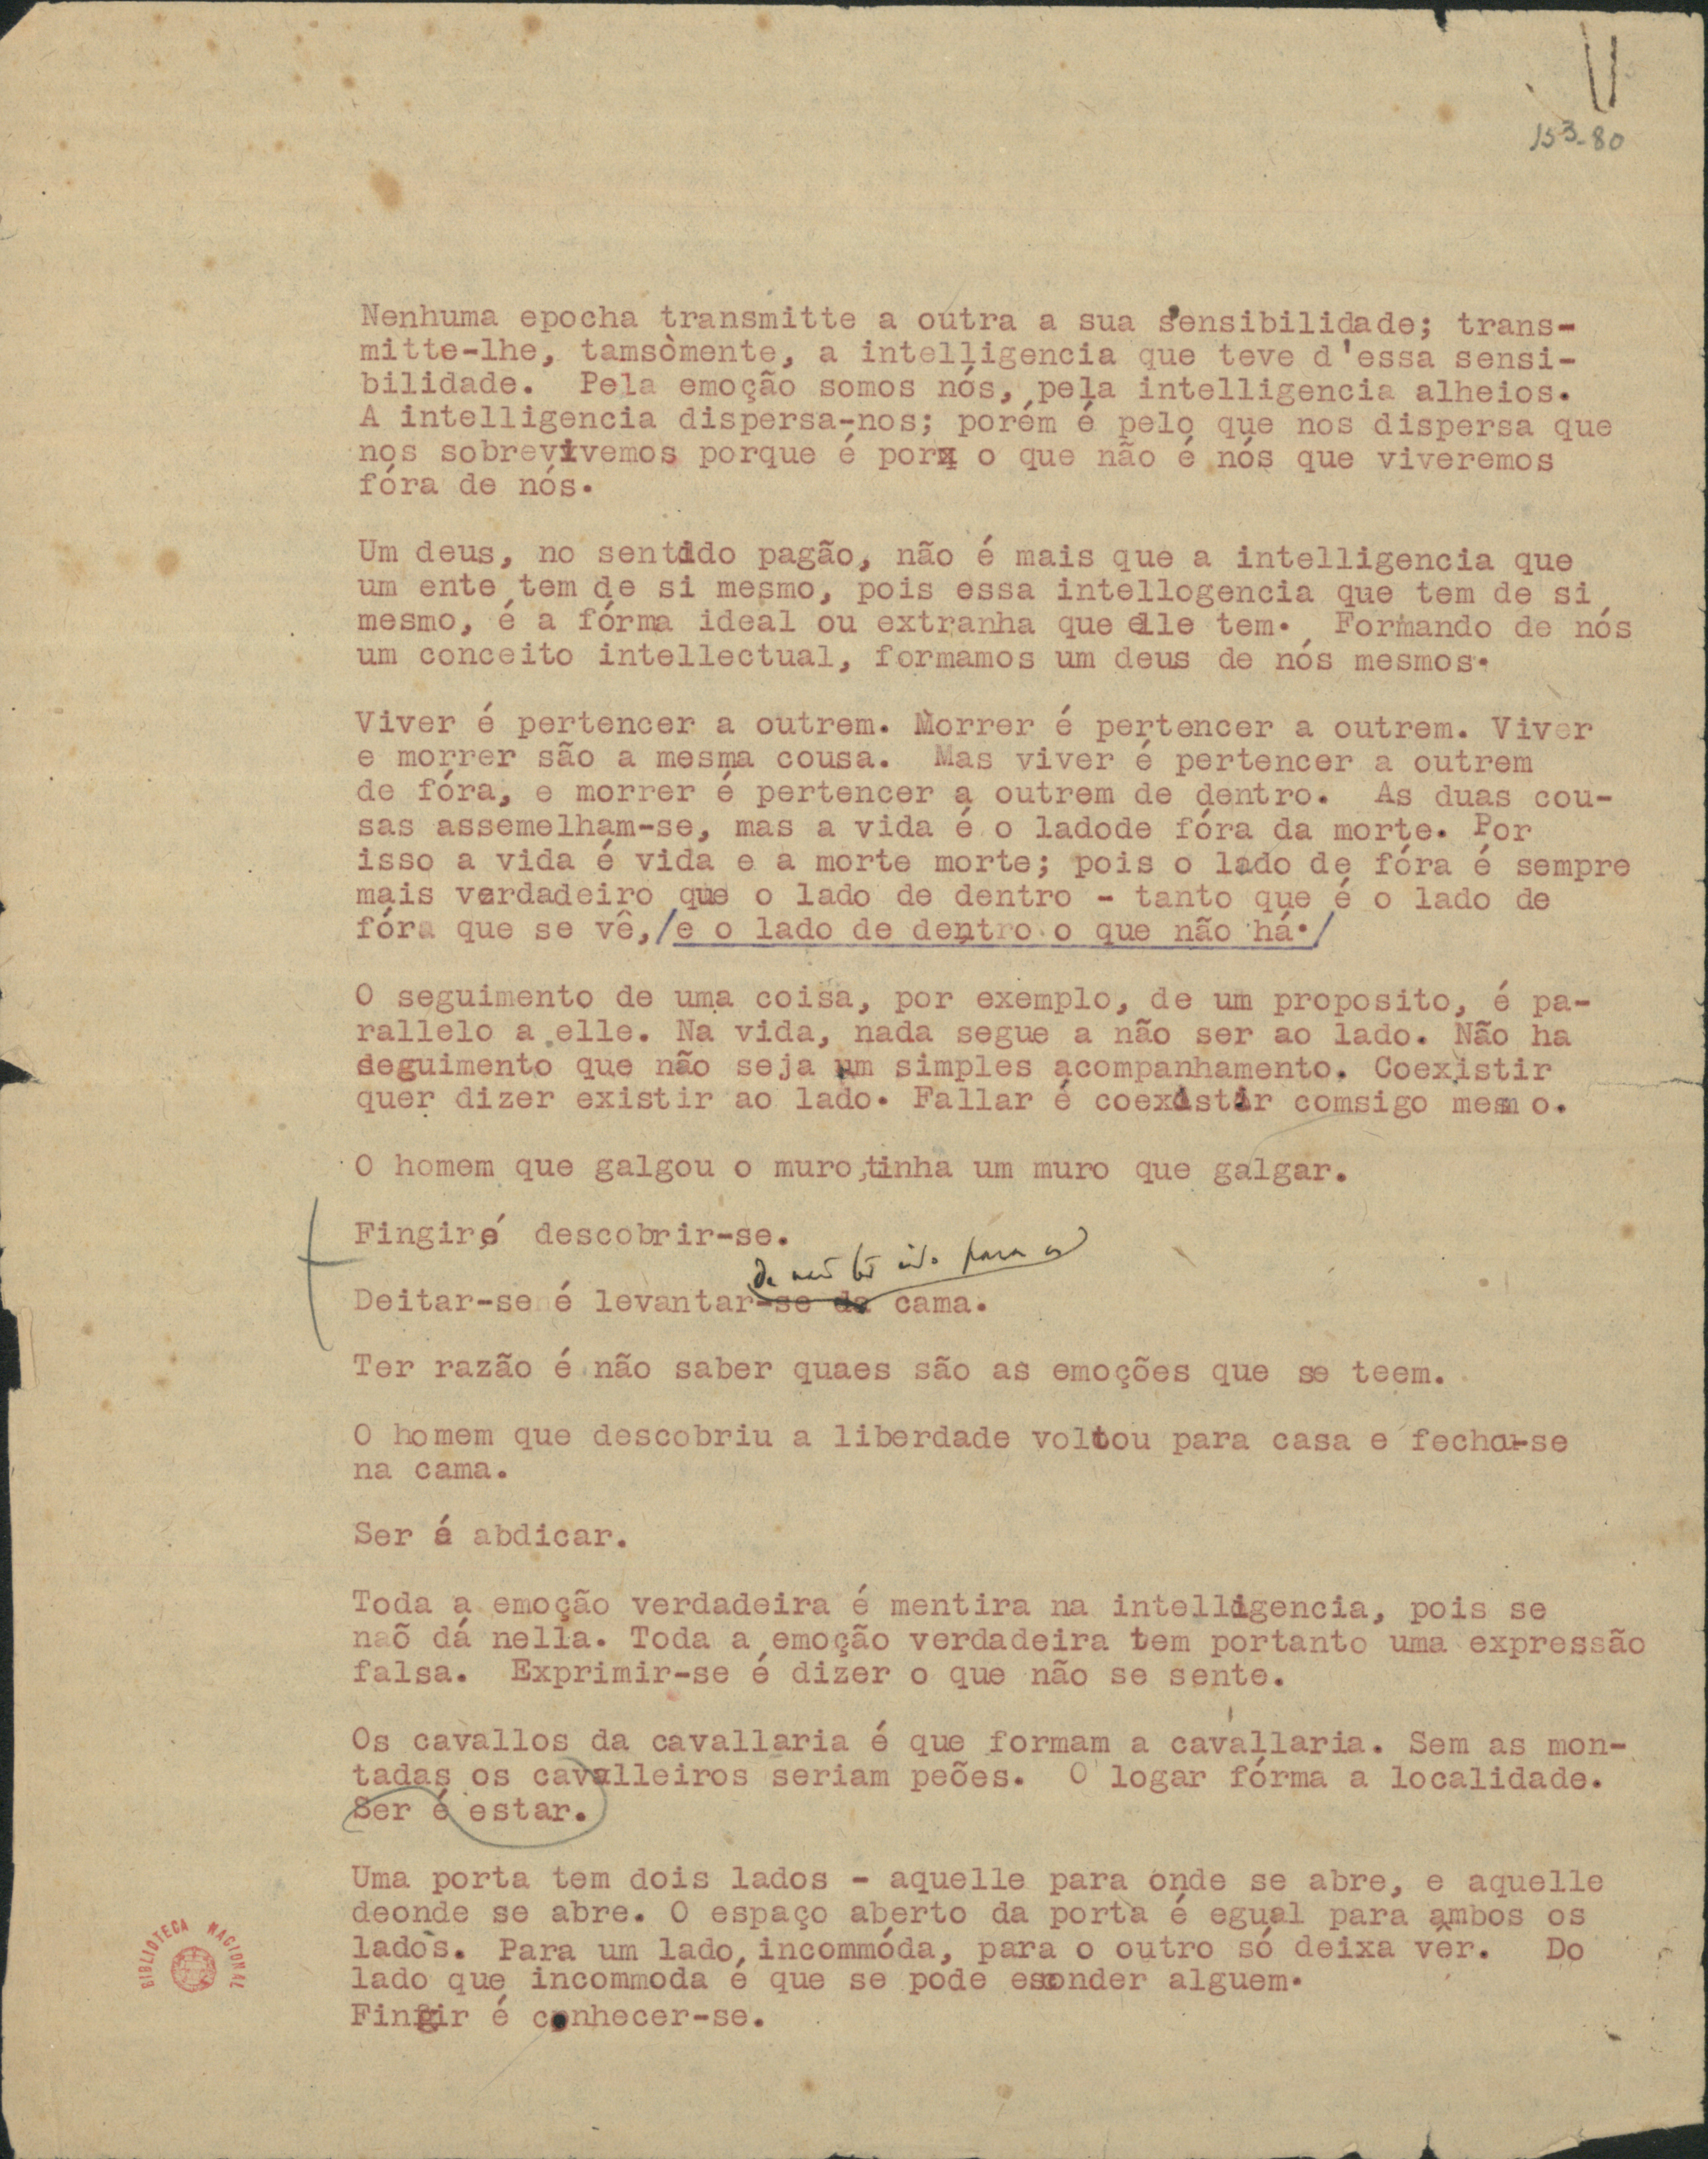 153-80
Nenhuma epocha transmitte a outra a sua sensibilidade; trans-
mitte-lhe, tamsòmente, a intelligencia que teve d'essa sensi-
bilidade. Pela emoção somos nós, pela intelligencia alheios.
A intelligencia dispersa-nos; porém é pelo que nos dispersa que
nos sobrevivemos porque é por o que não é nós que viveremos
fóra de nós.
Um deus, no sentido pagão, não é mais que a intelligencia que
um ente tem de si mesmo, pois essa intellogencia que tem de si
mesmo, é a fórma ideal ou extranha que elle tem. Formando de nós
um conceito intellectual, formamos um deus de nós mesmos.
Viver é pertencer a outrem. Morrer é pertencer a outrem. Viver
e morrer são a mesma cousa. Mas viver é pertencer a outrem
de fóra, e morrer é pertencer a outrem de dentro. As duas cou-
sas assemelham-se, mas a vida é o ladode fóra da morte. Por
isso a vida é vida e a morte morte; pois o lado de fóra é sempre
mais verdadeiro que o lado de dentro - tanto que é o lado de
fóra que se vê,/e o lado de dentro o que não há./
O seguimento de uma coisa, por exemplo, de um proposito, é pa-
rallelo a elle. Na vida, nada segue a não ser ao lado. Não ha
seguimento que não seja um simples acompanhamento. Coexistir
quer dizer existir ao lado. Fallar é coexistir comsigo mesmo.
O homem que galgou o muro,tinha um muro que galgar.
Fingir é descobrir-se.
de não ter ido para a
Deitar-se é levantar-se da cama.
Ter razão é não saber quaes são as emoções que se teem.
O homem que descobriu a liberdade voltou para casa e fechou-se
na cama.
Ser é abdicar.
Toda a emoção verdadeira é mentira na intelligencia, pois se
naõ dá nella. Toda a emoção verdadeira tem portanto uma expressão
falsa. Exprimir-se é dizer o que não se sente.
Os cavallos da cavallaria é que formam a cavallaria. Sem as mon-
tadas os cavalleiros seriam peões. O logar fórma a localidade.
Ser é estar.
Uma porta tem dois lados - aquelle para onde se abre, e aquelle
deonde se abre. O espaço aberto da porta é egual para ambos os
lados. Para um lado, incommóda, para o outro só deixa vêr. Do
lado que incommoda é que se pode esconder alguem.
Fingir é conhecer-se.
BIBLIOTECA NACIONAL